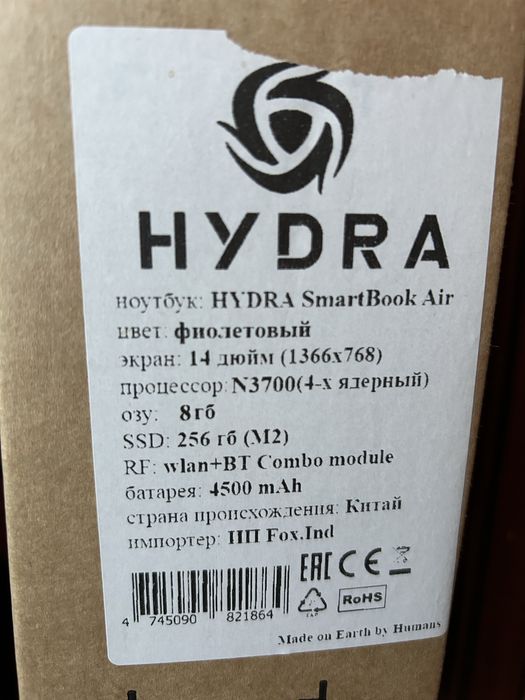 HYDRA
ноутбук: HYDRA SmartBook Air
цвет: фиолетовый
экран: 14 дюйм (1366x768)
процессор: N3700(4-х ядерный)
озу: 8гб
SSD: 256 гб (M2)
RF: wlan+BT Combo module
батарея: 4500 mAh
страна происхождения: Китай
импортер: ИП Fox.Ind
EAC CE
RoHS
4 745090 821864
Made on Earth by Humans